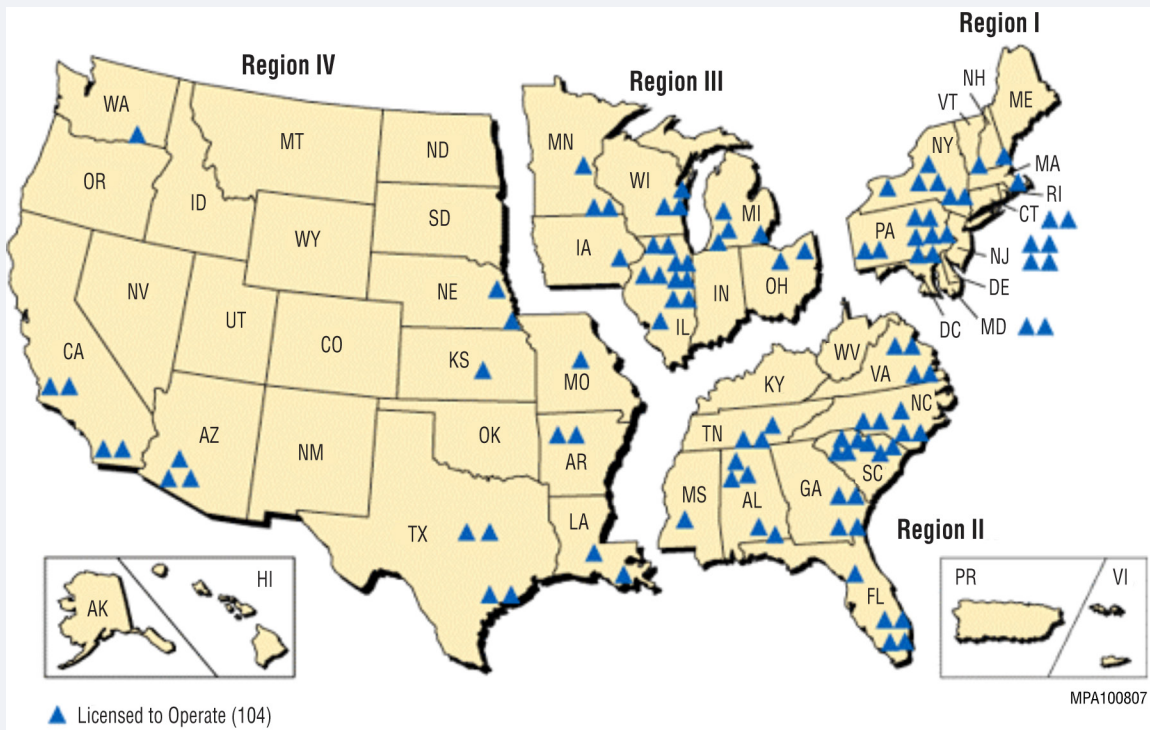 Region I
Region IV
Region III
NH
VT
ME
WA
MT
ND
MN
NY
MA
OR
ID
SD
WI
MI
RI
CT
WY
IA
PA
NJ
NV
NE
IN
OH
DE
UT
CO
IL
DC
MD
CA
KS
MO
WV
VA
KY
NC
AZ
NM
OK
AR
TN
SC
MS
AL
GA
TX
LA
Region II
HI
AK
FL
PR
VI
MPA100807
Licensed to Operate (104)